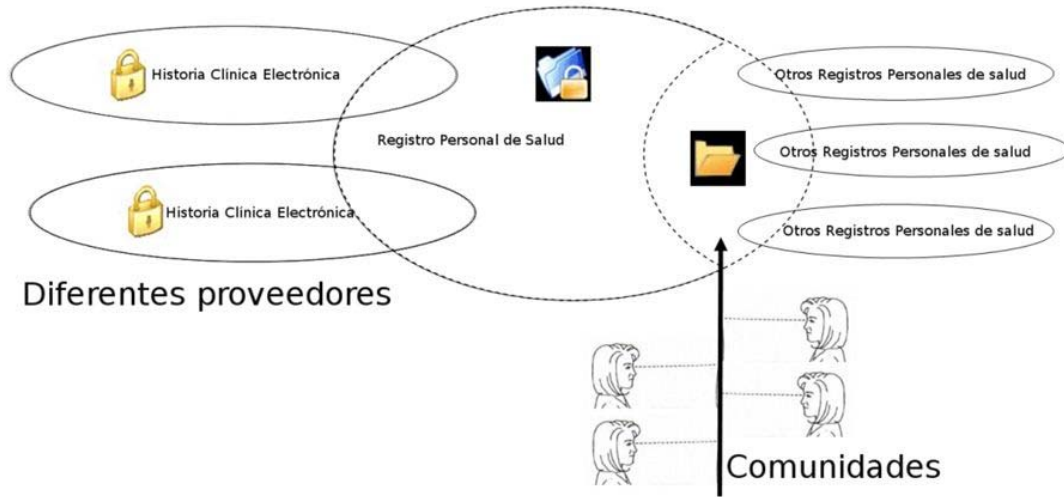 Historia Clínica Electrónica
Otros Registros Personales de salud
Registro Personal de Salud
Otros Registros Personales de salud
Historia Clínica Electrónica
Otros Registros Personales de salud
Diferentes proveedores
Comunidades